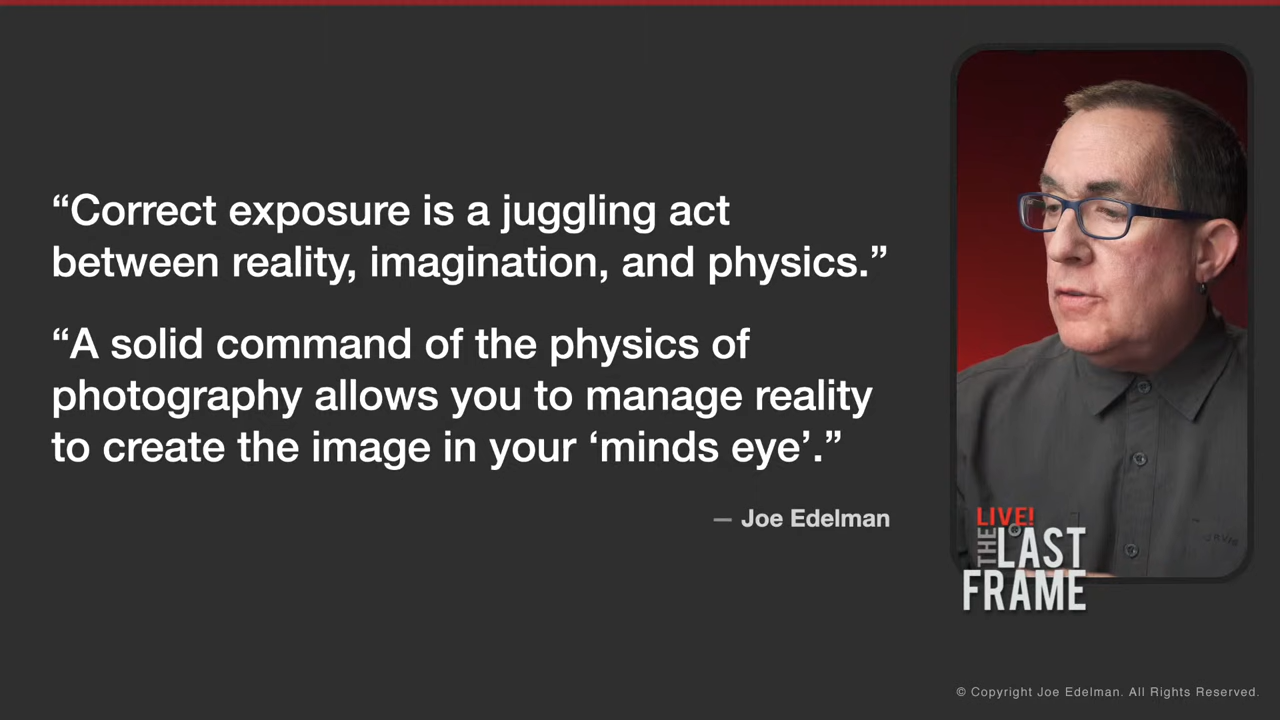 “Correct exposure is a juggling act
between reality, imagination, and physics.”
“A solid command of the physics of
photography allows you to manage reality
to create the image in your ‘minds eye’.”
— Joe Edelman
LIVE!
THE
LAST
FRAME
© Copyright Joe Edelman. All Rights Reserved.